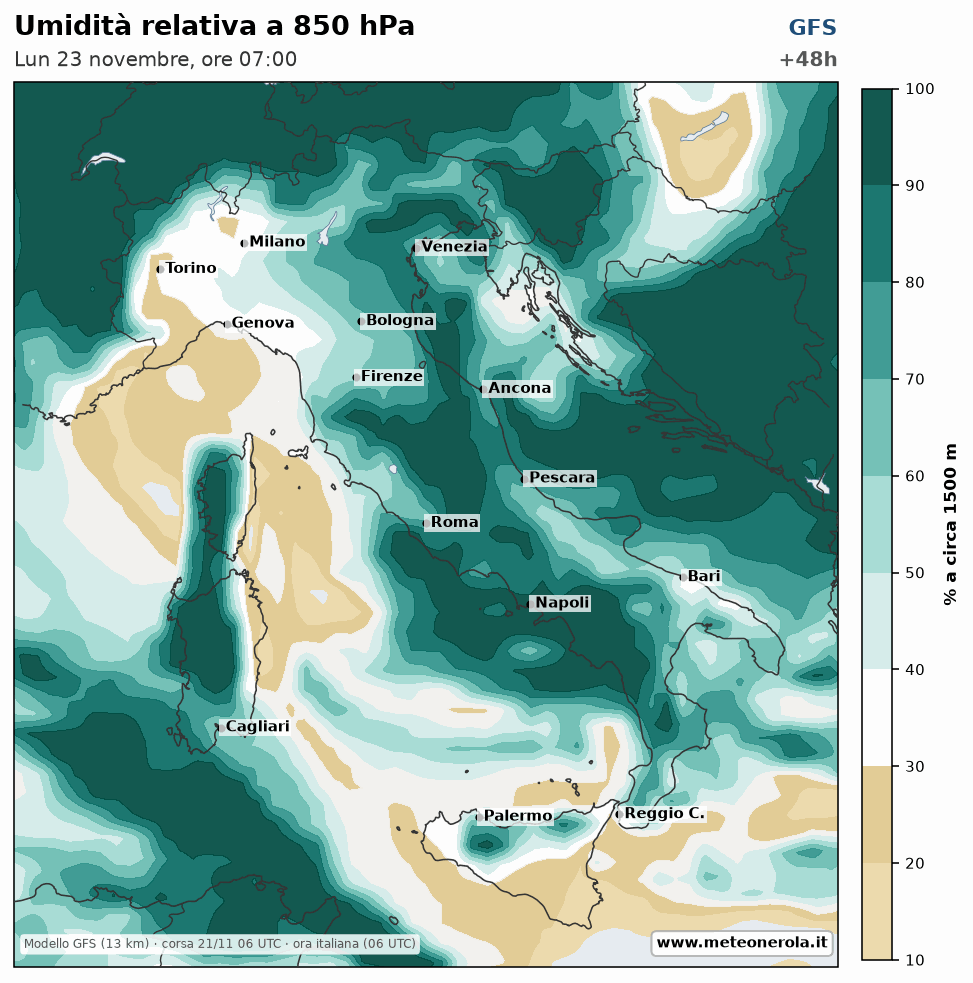 Umidità relativa a 850 hPa
GFS
Lun 23 novembre, ore 07:00
+48h
100
90
80
70
60
50
40
30
20
10
% a circa 1500 m
Milano
Venezia
Torino
Genova
Bologna
Firenze
Ancona
Pescara
Roma
Bari
Napoli
Cagliari
Palermo
Reggio C.
Modello GFS (13 km) · corsa 21/11 06 UTC · ora italiana (06 UTC)
www.meteonerola.it